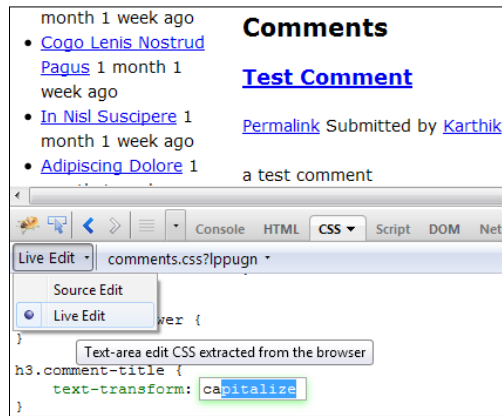 month 1 week ago
Cogo Lenis Nostrud
Pagus 1 month 1
week ago
In Nisl Suscipere 1
month 1 week ago
Adipiscing Dolore 1
Comments
Test Comment
Permalink Submitted by Karthik
a test comment
Console HTML CSS Script DOM Net
Live Edit comments.css?lppugn
Source Edit
Live Edit
wer {
}
Text-area edit CSS extracted from the browser
h3.comment-title {
text-transform: capitalize
}